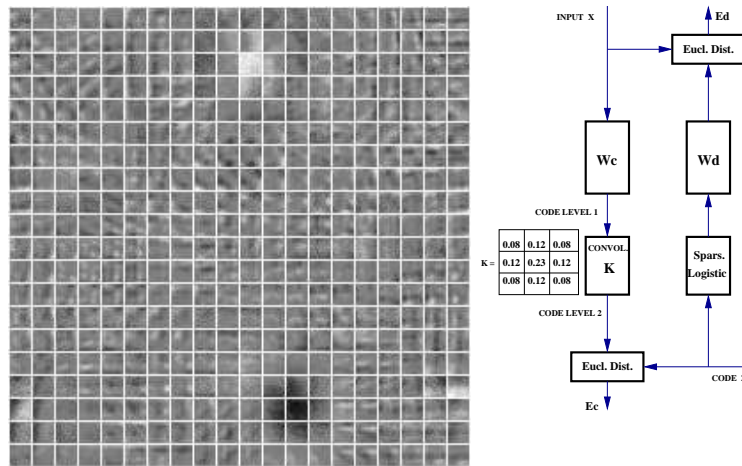 INPUT X
Ed
Eucl. Dist.
Wc
Wd
CODE LEVEL 1
0.08 0.12 0.08
K = 0.12 0.23 0.12
0.08 0.12 0.08
CONVOL.
K
Spars.
Logistic
CODE LEVEL 2
Eucl. Dist.
CODE
Ec